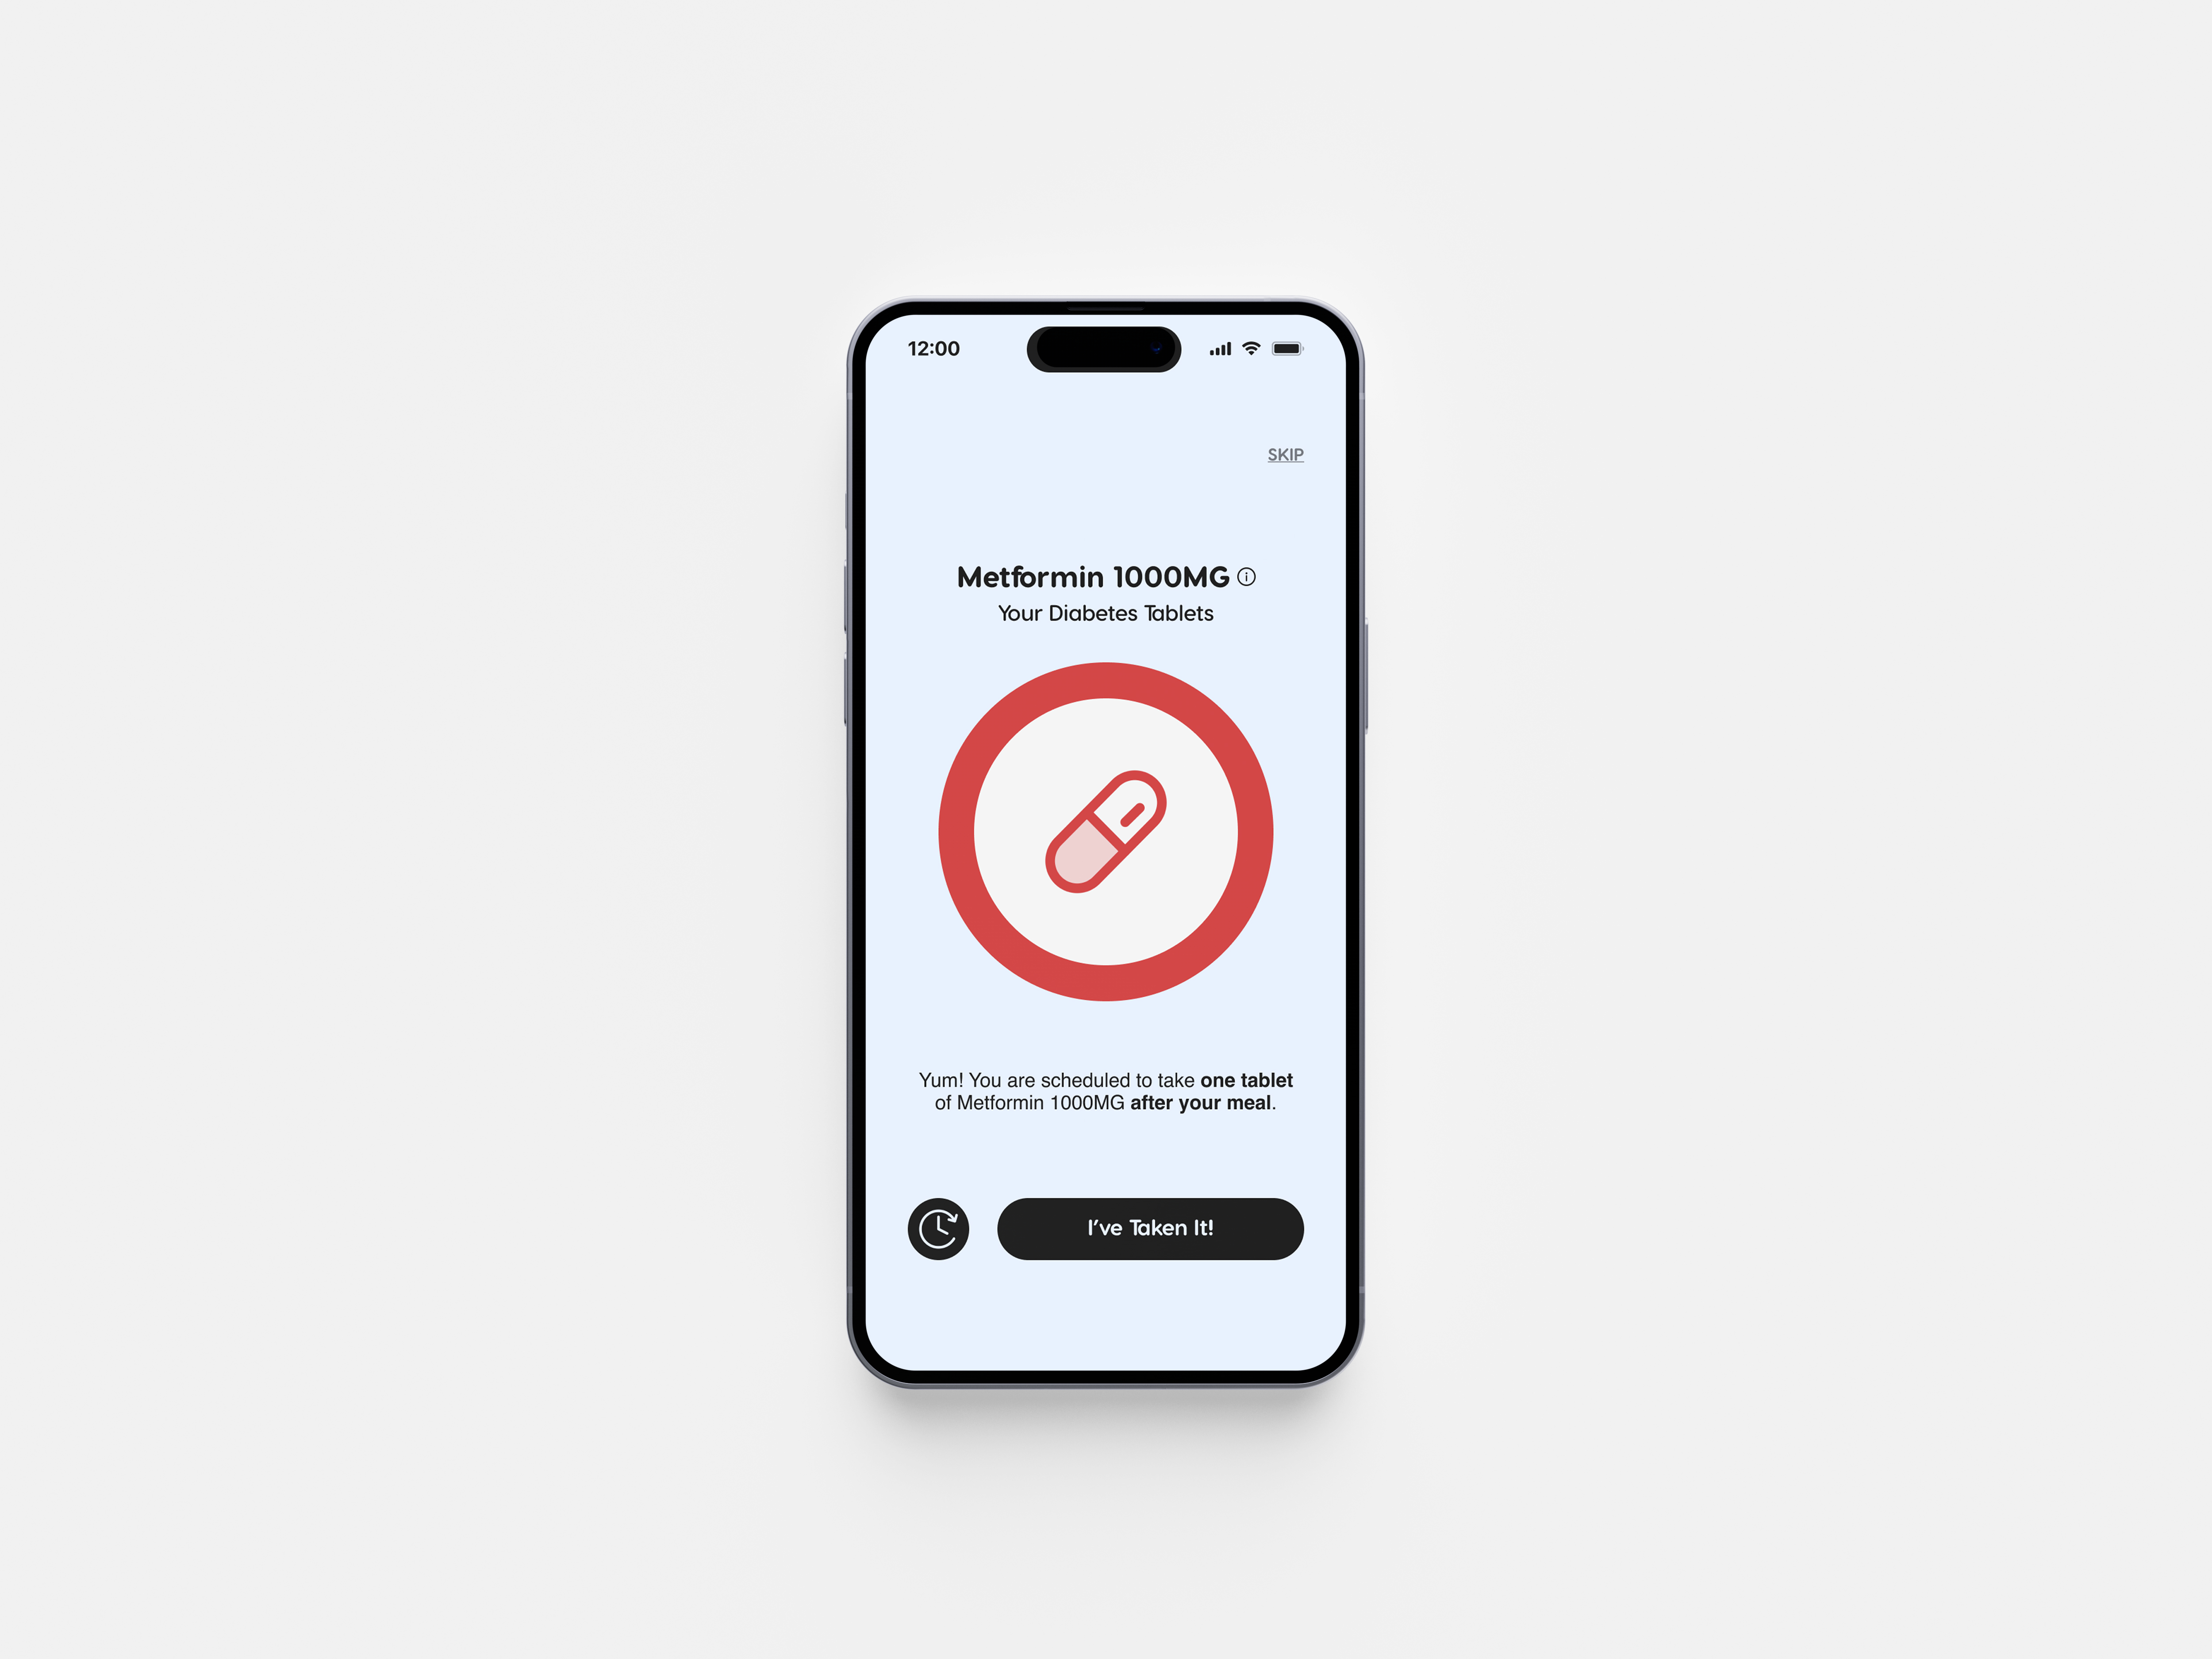 12:00
SKIP
Metformin 1000MG
Your Diabetes Tablets
Yum! You are scheduled to take one tablet
of Metformin 1000MG after your meal.
I've Taken It!